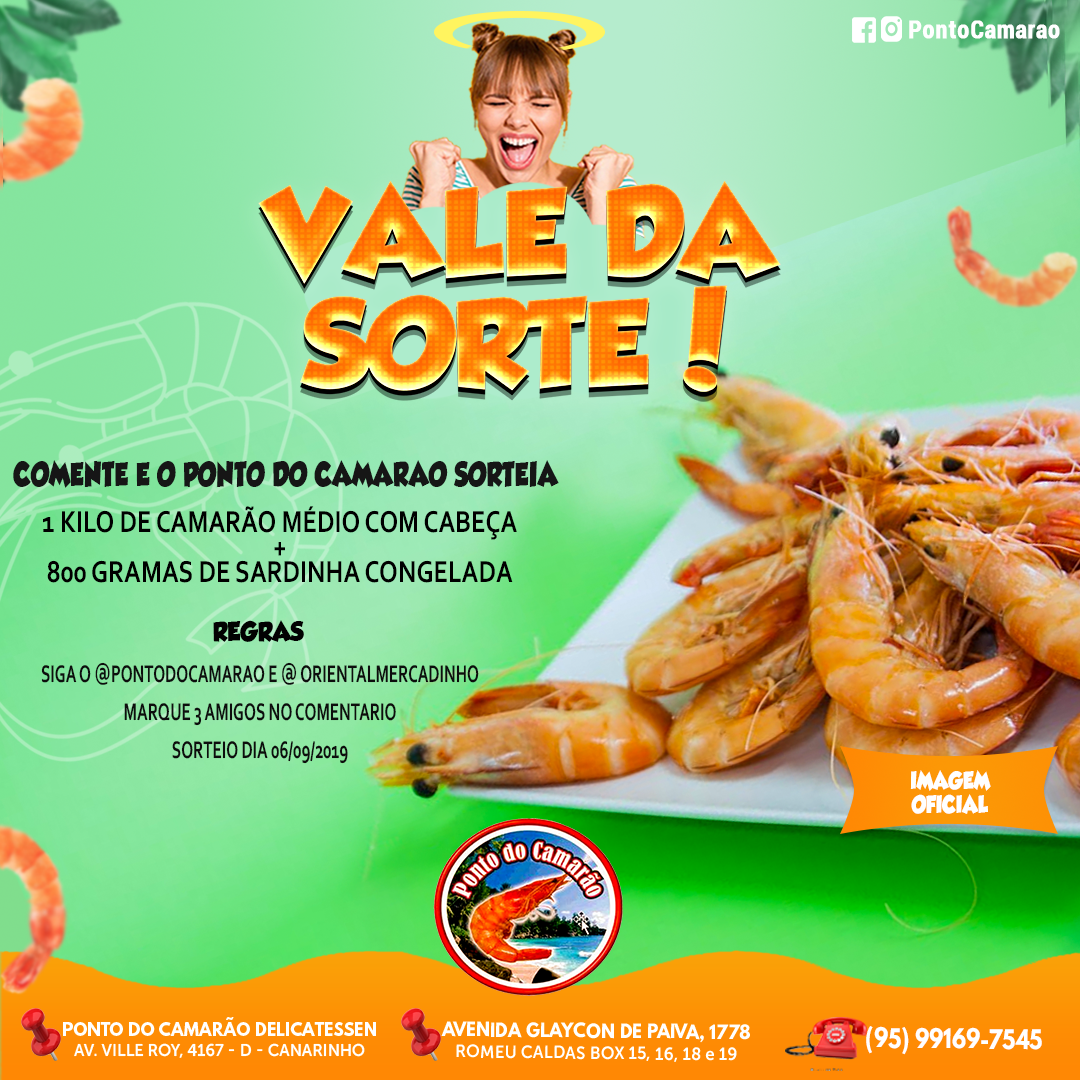 PontoCamarao
VALE DA
SORTE !
COMENTE E O PONTO DO CAMARAO SORTEIA
1 KILO DE CAMARÃO MÉDIO COM CABEÇA
+
800 GRAMAS DE SARDINHA CONGELADA
REGRAS
SIGA O @PONTODOCAMARAO E @ ORIENTALMERCADINHO
MARQUE 3 AMIGOS NO COMENTARIO
SORTEIO DIA 06/09/2019
IMAGEM
OFICIAL
Ponto do Camarão
PONTO DO CAMARÃO DELICATESSEN
AV. VILLE ROY, 4167 - D - CANARINHO
AVENIDA GLAYCON DE PAIVA, 1778
ROMEU CALDAS BOX 15, 16, 18 e 19
(95) 99169-7545